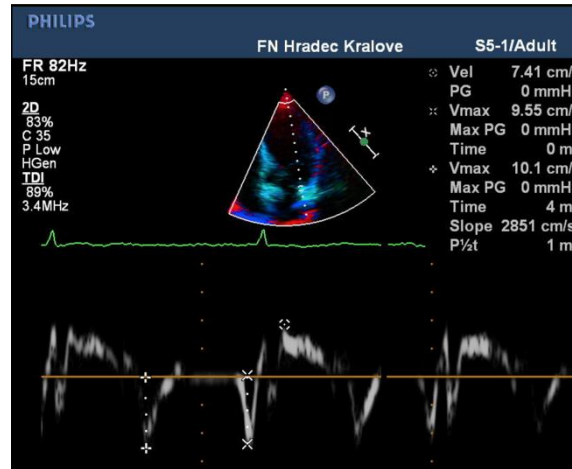 PHILIPS
FN Hradec Kralove
S5-1/Adult
FR 82Hz
15cm
2D
83%
C 35
P Low
HGen
TDI
89%
3.4MHz
P
X
Vel 7.41 cm/
PG 0 mmH
Vmax 9.55 cm/
Max PG 0 mmH
Time 0 m
Vmax 10.1 cm/
Max PG 0 mmH
Time 4 m
Slope 2851 cm/s
P½t 1 m